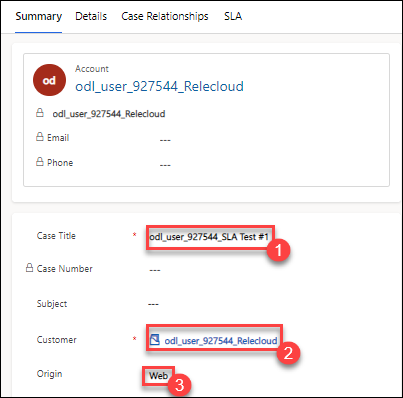 Summary Details Case Relationships SLA
od
Account
odl_user_927544_Relecloud
odl_user_927544_Relecloud
Email ---
Phone ---
Case Title * odl_user_927544_SLA Test #1
1
Case Number ---
Subject ---
Customer * odl_user_927544_Relecloud
2
Origin Web
3